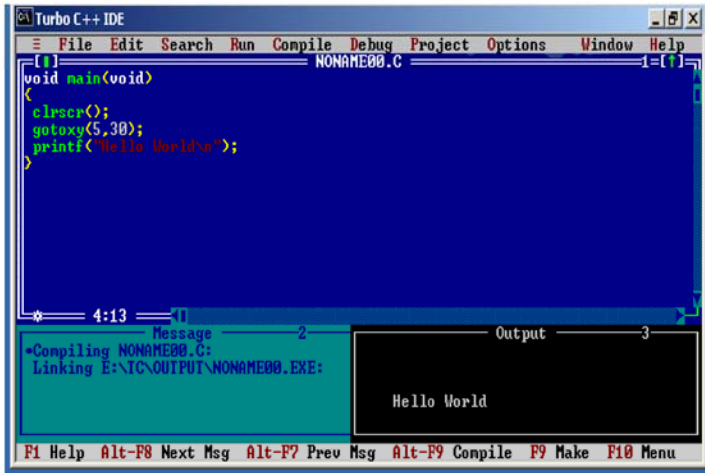 Turbo C++ IDE
≡ File Edit Search Run Compile Debug Project Options Window Help
[▮] NONAME00.C 1=[↑]
void main(void)
{
clrscr();
gotoxy(5,30);
printf("Hello World\n");
}
4:13
Message 2
•Compiling NONAME00.C:
Linking E:\TC\OUTPUT\NONAME00.EXE:
Output 3
Hello World
F1 Help Alt-F8 Next Msg Alt-F7 Prev Msg Alt-F9 Compile F9 Make F10 Menu